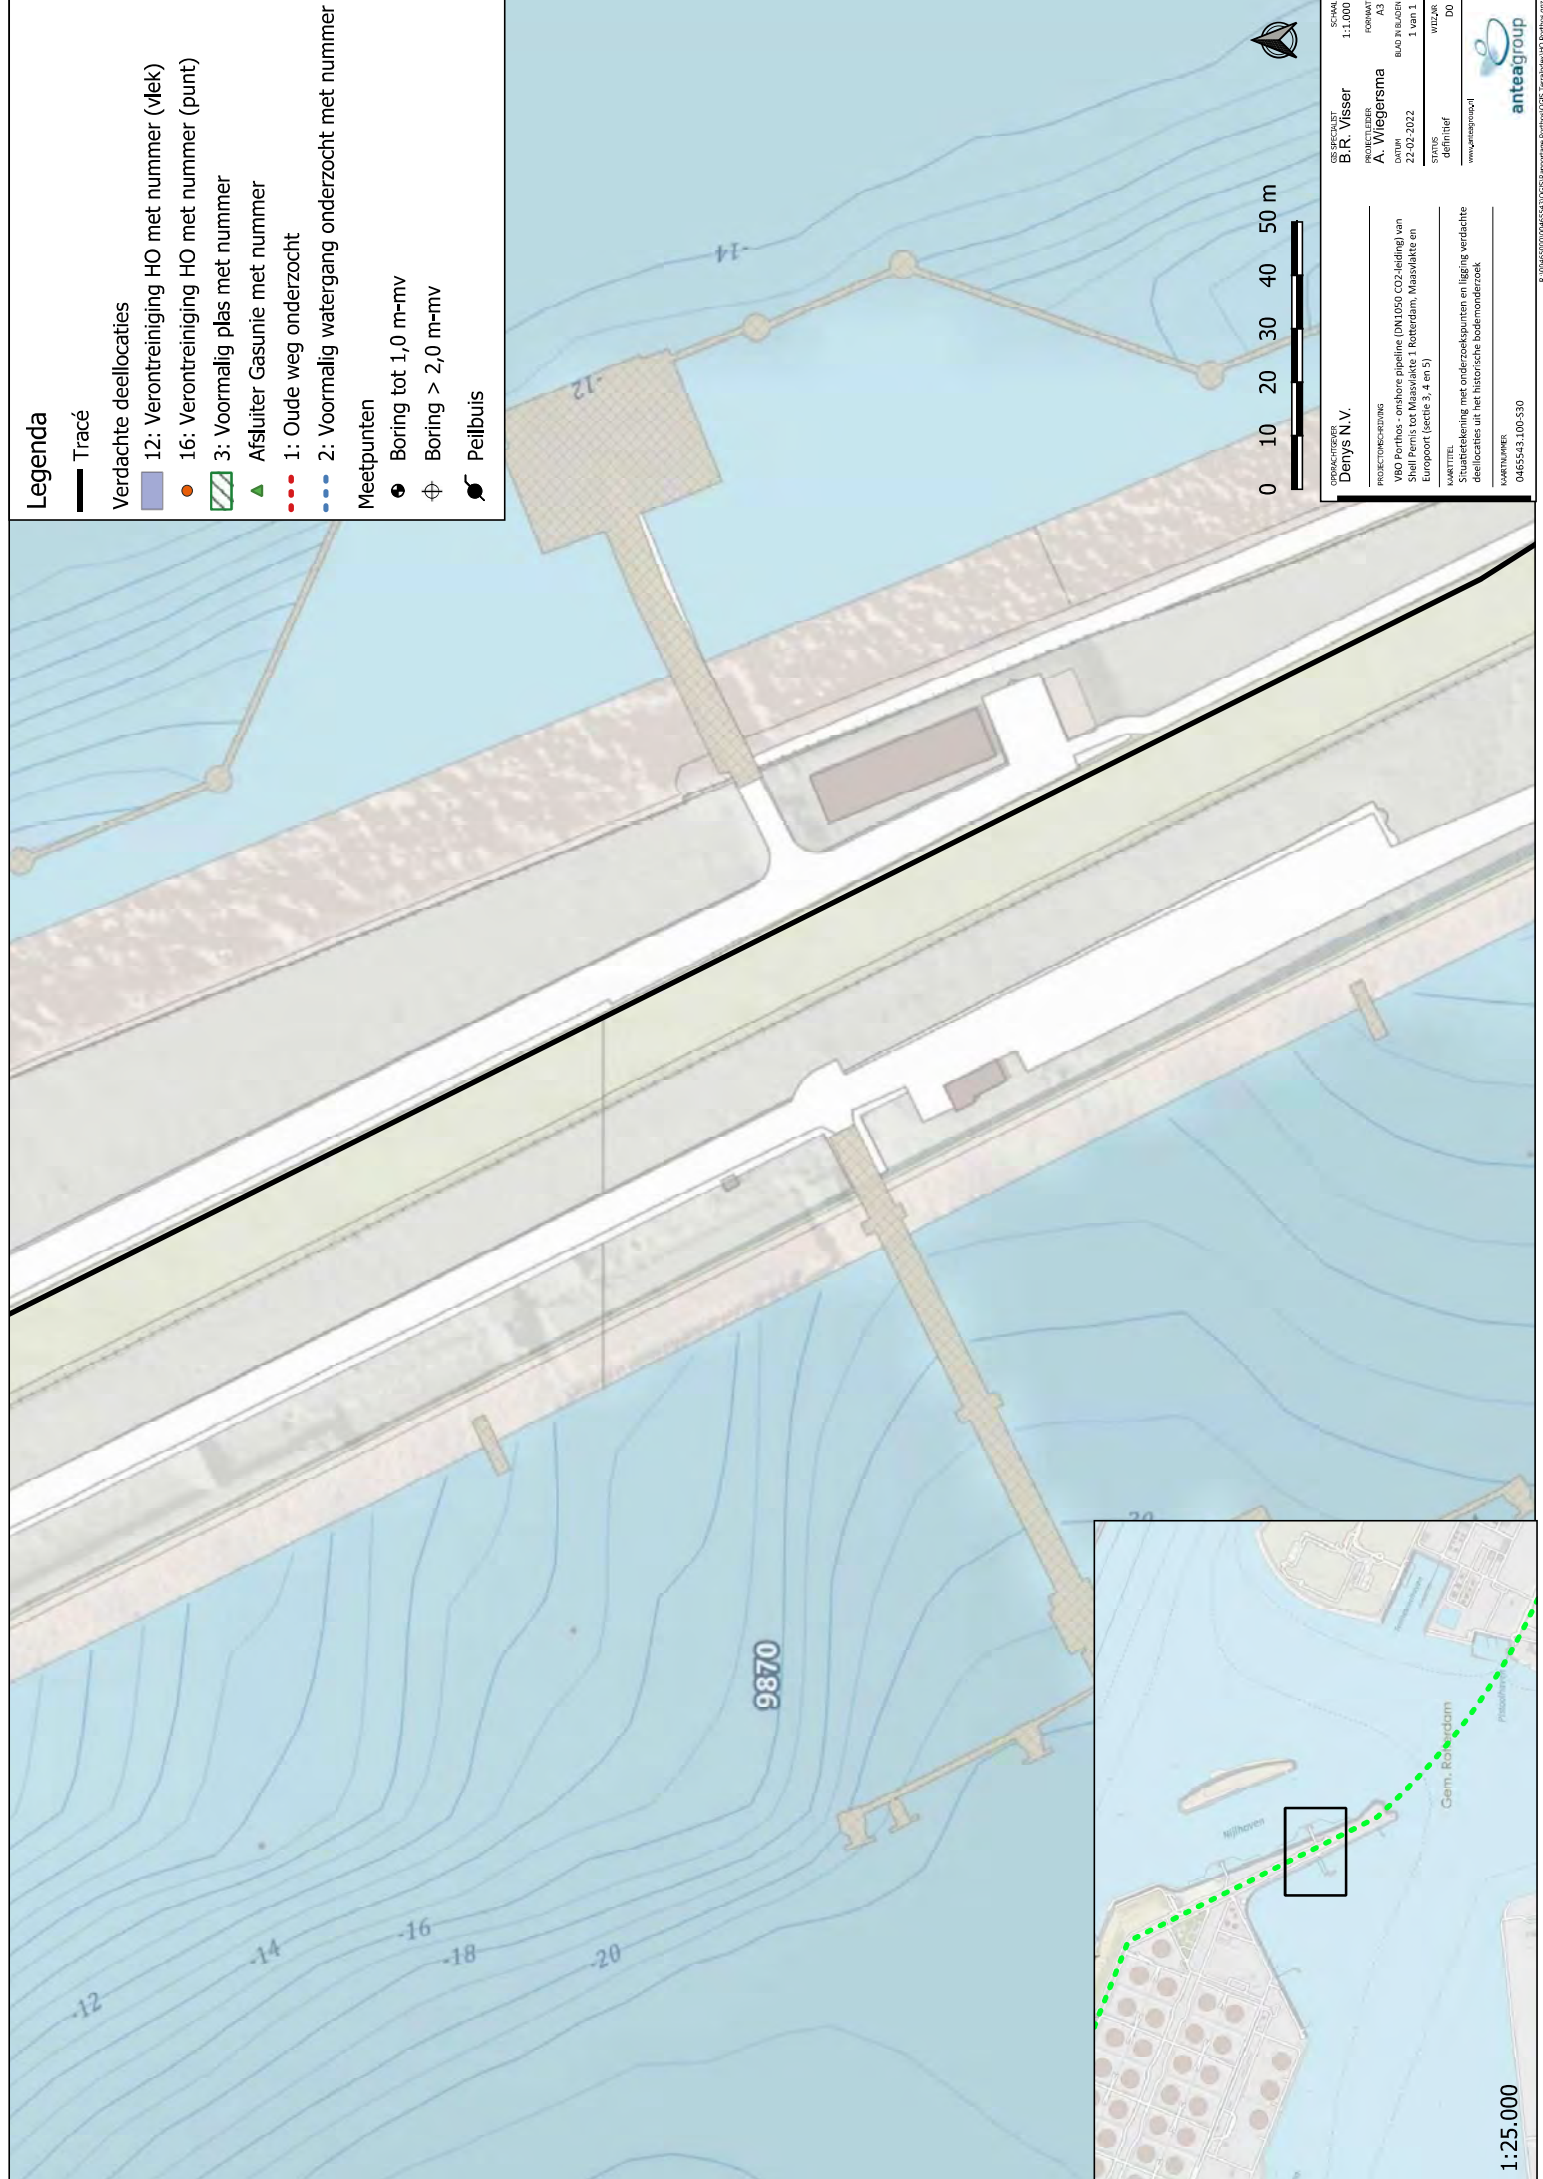 Legenda
Tracé
Verdachte deellocaties
12: Verontreiniging HO met nummer (vlek)
16: Verontreiniging HO met nummer (punt)
3: Voormalig plas met nummer
Afsluiter Gasunie met nummer
1: Oude weg onderzocht
2: Voormalig watergang onderzocht met nummer
Meetpunten
Boring tot 1,0 m-mv
Boring > 2,0 m-mv
Peilbuis
-14
-12
9870
-12
-14
-16
-18
-20
-20
0 10 20 30 40 50 m
OPDRACHTGEVER
Denys N.V.
PROJECTOMSCHRIJVING
VBO Porthos - onshore pipeline (DN1050 CO2-leiding) van
Shell Pernis tot Maasvlakte 1 Rotterdam, Maasvlakte en
Europoort (sectie 3, 4 en 5)
KAARTTITEL
Situatietekening met onderzoekspunten en ligging verdachte
deellocaties uit het historische bodemonderzoek
KAARTNUMMER
0465543.100-S30
GIS SPECIALIST
B.R. Visser
SCHAAL
1:1.000
PROJECTLEIDER
A. Wiegersma
FORMAAT
A3
DATUM
22-02-2022
BLAD IN BLADEN
1 van 1
STATUS
definitief
WIJZ.NR
D0
www.anteagroup.nl
anteagroup
Nijlhaven
Gem. Rotterdam
1:25.000